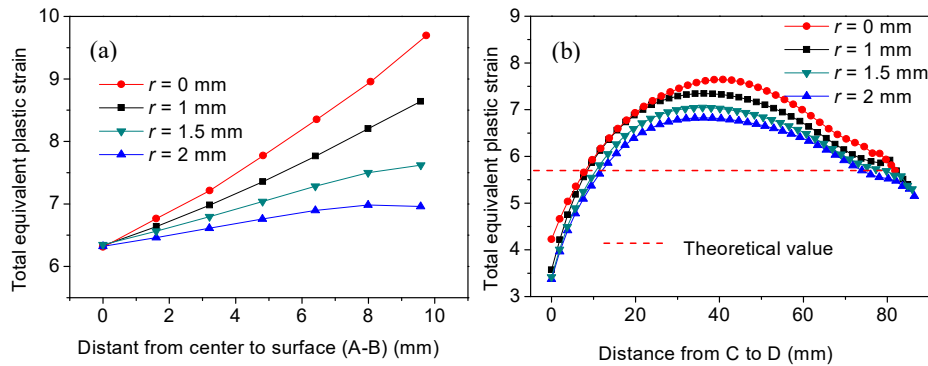 (a)
Total equivalent plastic strain
10
9
8
7
6
r = 0 mm
r = 1 mm
r = 1.5 mm
r = 2 mm
0 2 4 6 8 10
Distant from center to surface (A-B) (mm)
(b)
Total equivalent plastic strain
9
8
7
6
5
4
3
r = 0 mm
r = 1 mm
r = 1.5 mm
r = 2 mm
Theoretical value
0 20 40 60 80
Distance from C to D (mm)